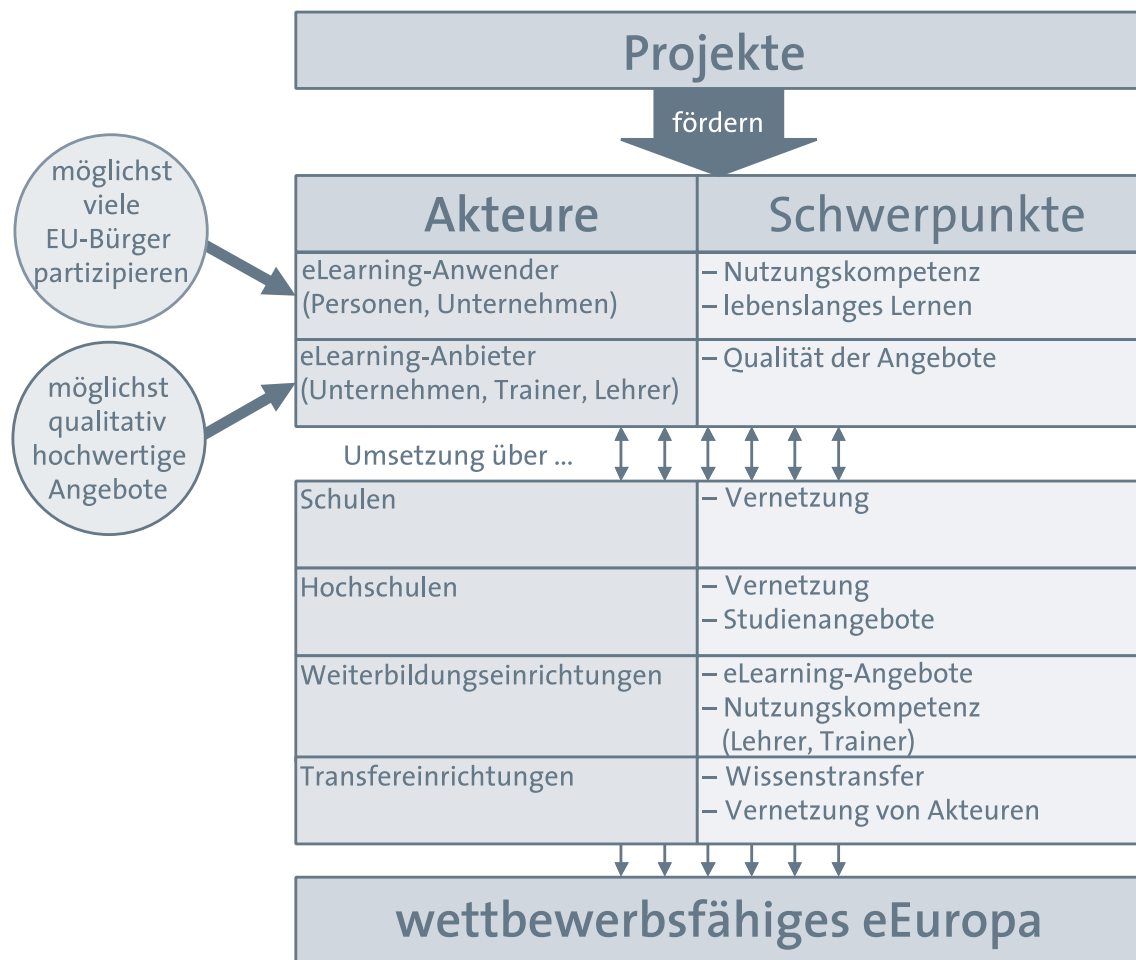 Projekte
fördern
möglichst
viele
EU-Bürger
partizipieren
möglichst
qualitativ
hochwertige
Angebote
Akteure
Schwerpunkte
eLearning-Anwender
(Personen, Unternehmen)
– Nutzungskompetenz
– lebenslanges Lernen
eLearning-Anbieter
(Unternehmen, Trainer, Lehrer)
– Qualität der Angebote
Umsetzung über ...
Schulen
– Vernetzung
Hochschulen
– Vernetzung
– Studienangebote
Weiterbildungseinrichtungen
– eLearning-Angebote
– Nutzungskompetenz
(Lehrer, Trainer)
Transfereinrichtungen
– Wissenstransfer
– Vernetzung von Akteuren
wettbewerbsfähiges eEuropa